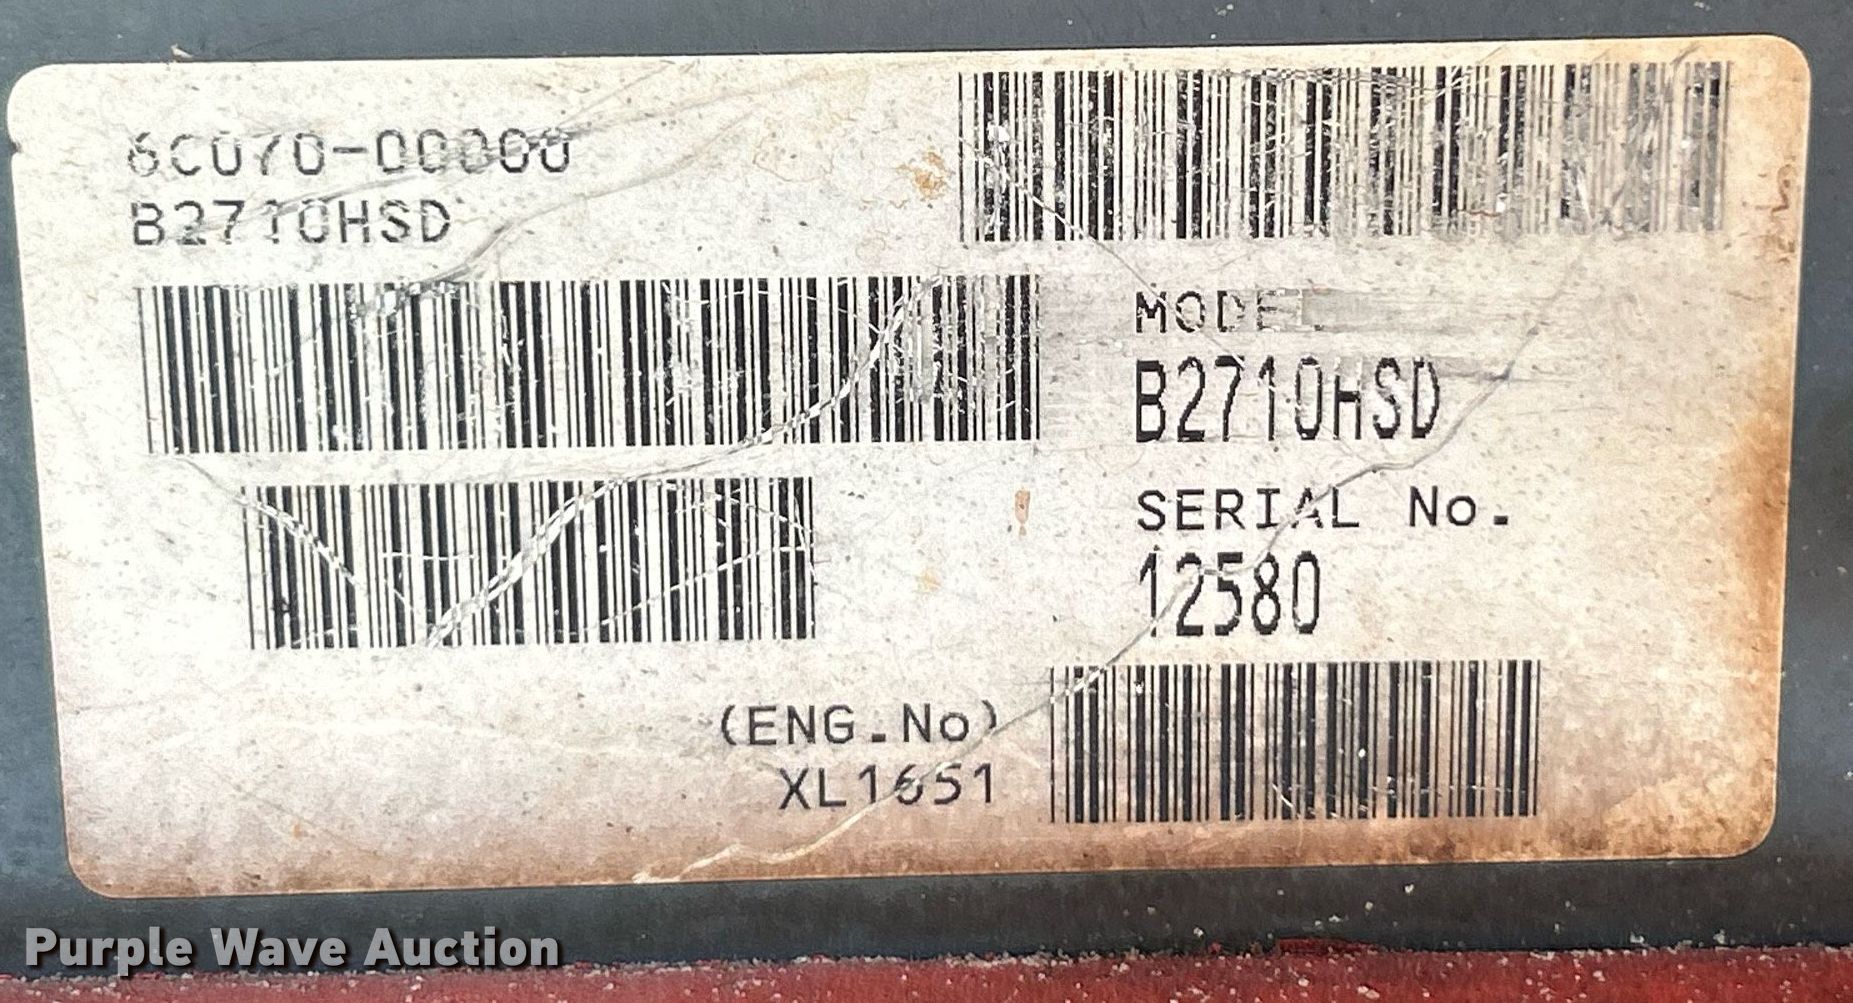 6C070-00000
B2710HSD
MODEL
B2710HSD
SERIAL No.
12580
(ENG.No)
XL1651
Purple Wave Auction